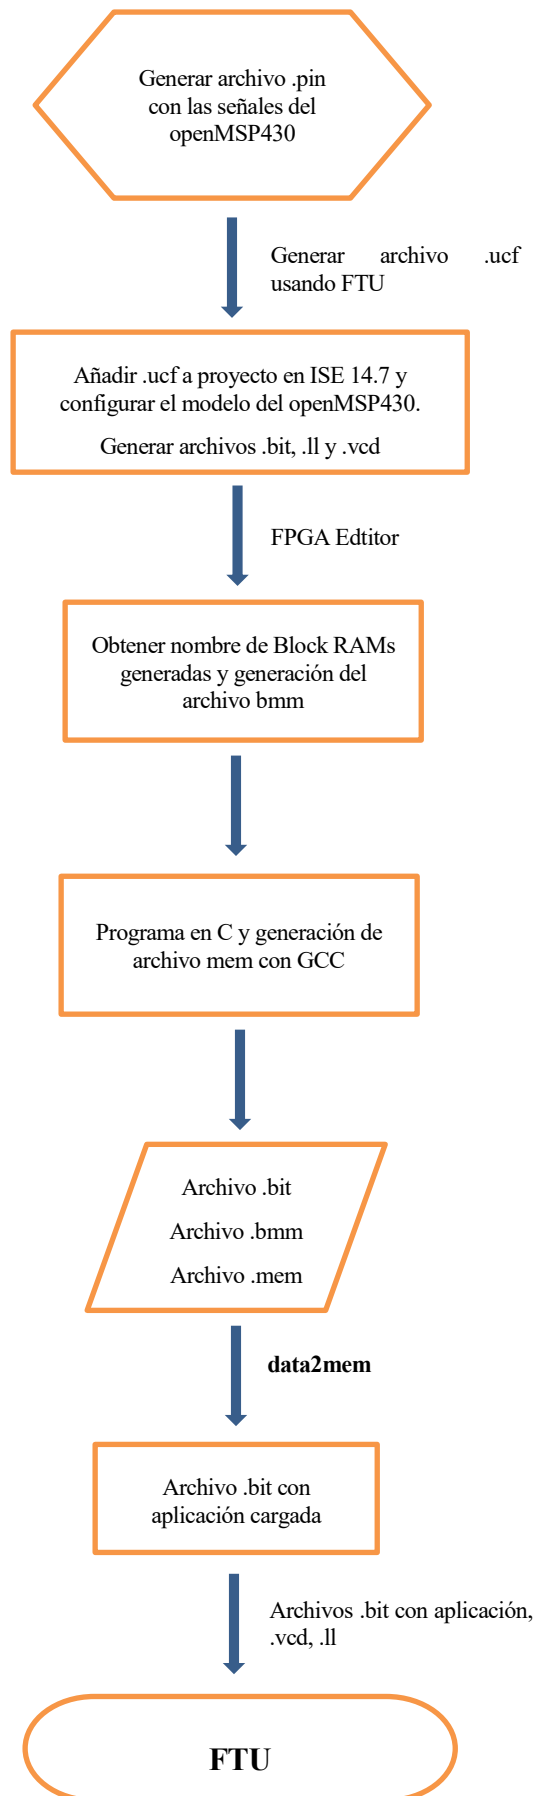 Generar archivo .pin
con las señales del
openMSP430
Generar archivo .ucf
usando FTU
Añadir .ucf a proyecto en ISE 14.7 y
configurar el modelo del openMSP430.
Generar archivos .bit, .ll y .vcd
FPGA Edtitor
Obtener nombre de Block RAMs
generadas y generación del
archivo bmm
Programa en C y generación de
archivo mem con GCC
Archivo .bit
Archivo .bmm
Archivo .mem
data2mem
Archivo .bit con
aplicación cargada
Archivos .bit con aplicación,
.vcd, .ll
FTU